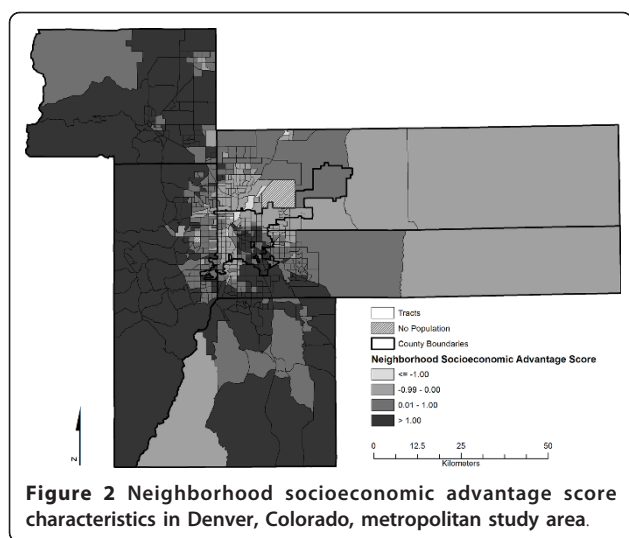 Tracts
No Population
County Boundaries
Neighborhood Socioeconomic Advantage Score
<= -1.00
-0.99 - 0.00
0.01 - 1.00
> 1.00
N
0 12.5 25 50
Kilometers
Figure 2 Neighborhood socioeconomic advantage score
characteristics in Denver, Colorado, metropolitan study area.